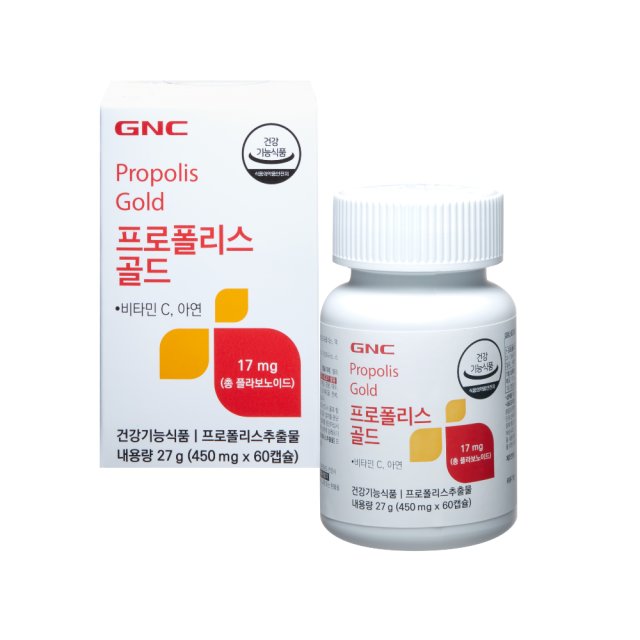 GNC
건강
기능식품
식품의약품안전처
Propolis
Gold
프로폴리스
골드
•비타민 C, 아연
17 mg
(총 플라보노이드)
건강기능식품 | 프로폴리스추출물
내용량 27 g (450 mg x 60캡슐)
GNC
건강
기능식품
식품의약품안전처
Propolis
Gold
프로폴리스
골드
•비타민 C, 아연
17 mg
(총 플라보노이드)
건강기능식품 | 프로폴리스추출물
내용량 27 g (450 mg x 60캡슐)